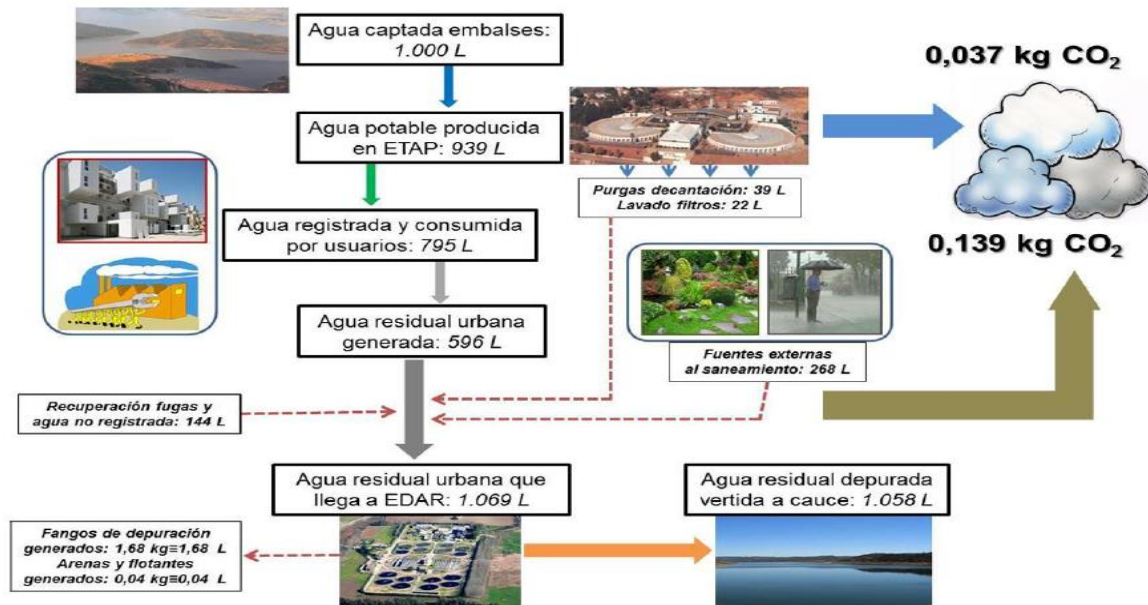 Agua captada embalses:
1.000 L
0,037 kg CO₂
Agua potable producida
en ETAP: 939 L
Purgas decantación: 39 L
Lavado filtros: 22 L
Agua registrada y consumida
por usuarios: 795 L
0,139 kg CO₂
Agua residual urbana
generada: 596 L
Fuentes externas
al saneamiento: 268 L
Recuperación fugas y
agua no registrada: 144 L
Agua residual urbana que
llega a EDAR: 1.069 L
Agua residual depurada
vertida a cauce: 1.058 L
Fangos de depuración
generados: 1,68 kg≡1,68 L
Arenas y flotantes
generados: 0,04 kg≡0,04 L